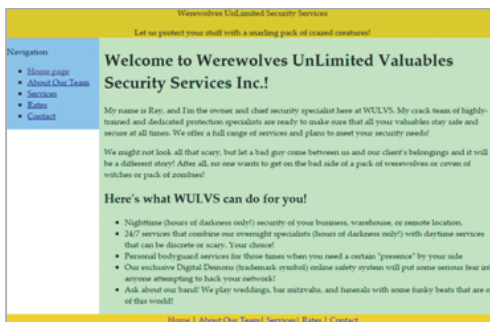 Werewolves UnLimited Security Services
Let us protect your stuff with a snarling pack of crazed creatures!
Navigation
Home page
About Our Team
Services
Rates
Contact
Welcome to Werewolves UnLimited Valuables
Security Services Inc.!
My name is Ray, and I'm the owner and chief security specialist here at WULVS. My crack team of highly-
trained and dedicated protection specialists are ready to make sure that all your valuables stay safe and
secure at all times. We offer a full range of services and plans to meet your security needs!
We might not look all that scary, but let a bad guy come between us and our client's belongings and it will
be a different story! After all, no one wants to get on the bad side of a pack of werewolves or coven of
witches or pack of zombies!
Here's what WULVS can do for you!
Nighttime (hours of darkness only!) security of your business, warehouse, or remote location.
24/7 services that combine our overnight specialists (hours of darkness only!) with daytime services
that can be discrete or scary. Your choice!
Personal bodyguard services for those times when you need a certain "presence" by your side
Our exclusive Digital Demons (trademark symbol) online safety system will put some serious fear int
anyone attempting to hack your network!
Ask about our band! We play weddings, bar mitzvahs, and funerals with some funky beats that are o
of this world!
Home | About Our Team| Services| Rates | Contact